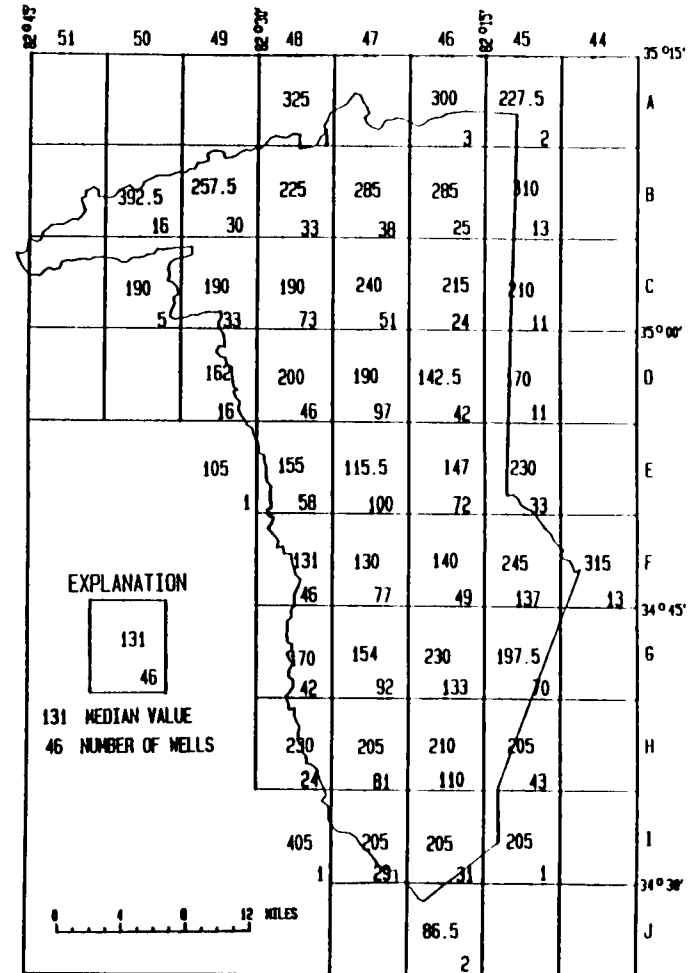 82°45' 51 50 49 82°30' 48 47 46 82°15' 45 44
35°15'
325 300 227.5 A
3 2
392.5 257.5 225 285 285 310 B
16 30 33 38 25 13
190 190 190 240 215 210 C
5 33 73 51 24 11
35°00'
162 200 190 142.5 70 D
16 46 97 42 11
105 155 115.5 147 230 E
1 58 100 72 33
131 130 140 245 315 F
46 77 49 137 13
34°45'
EXPLANATION
131
46
131 MEDIAN VALUE
46 NUMBER OF WELLS
170 154 230 197.5 G
42 92 133 70
230 205 210 205 H
24 81 110 43
405 205 205 205 I
1 29 31 1
34°30'
0 4 8 12 MILES
86.5 J
2